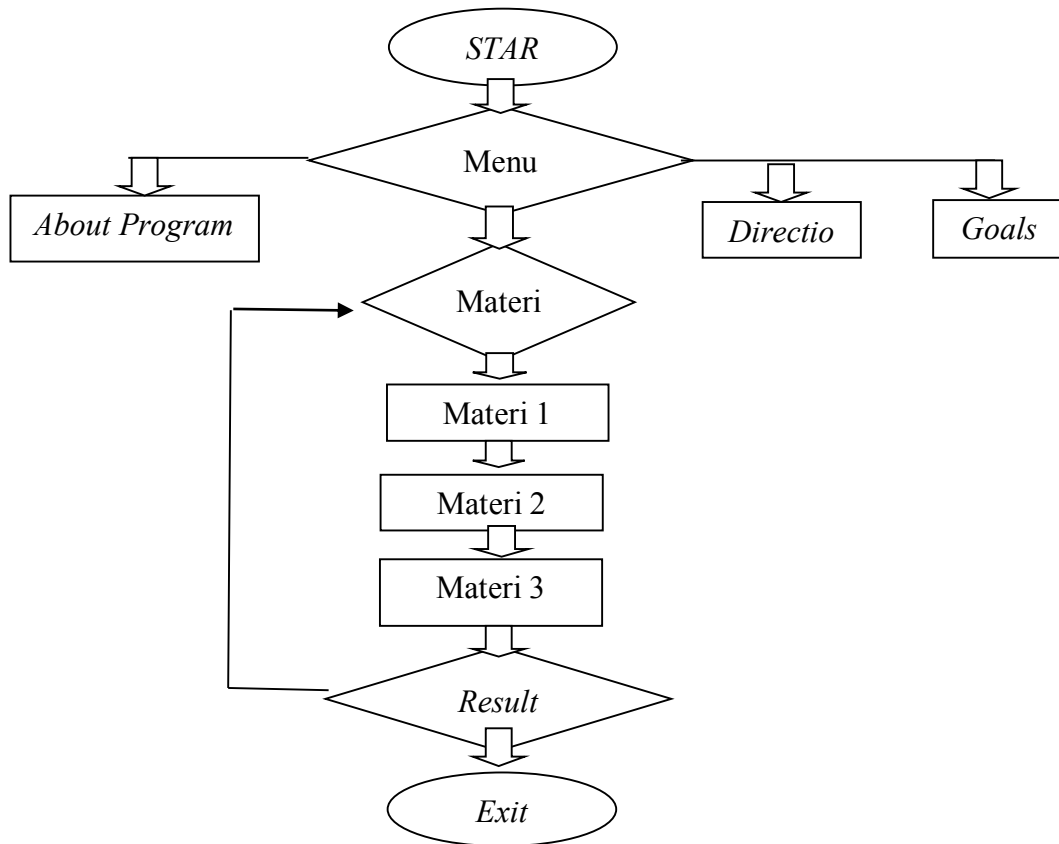 STAR
Menu
About Program
Directio
Goals
Materi
Materi 1
Materi 2
Materi 3
Result
Exit